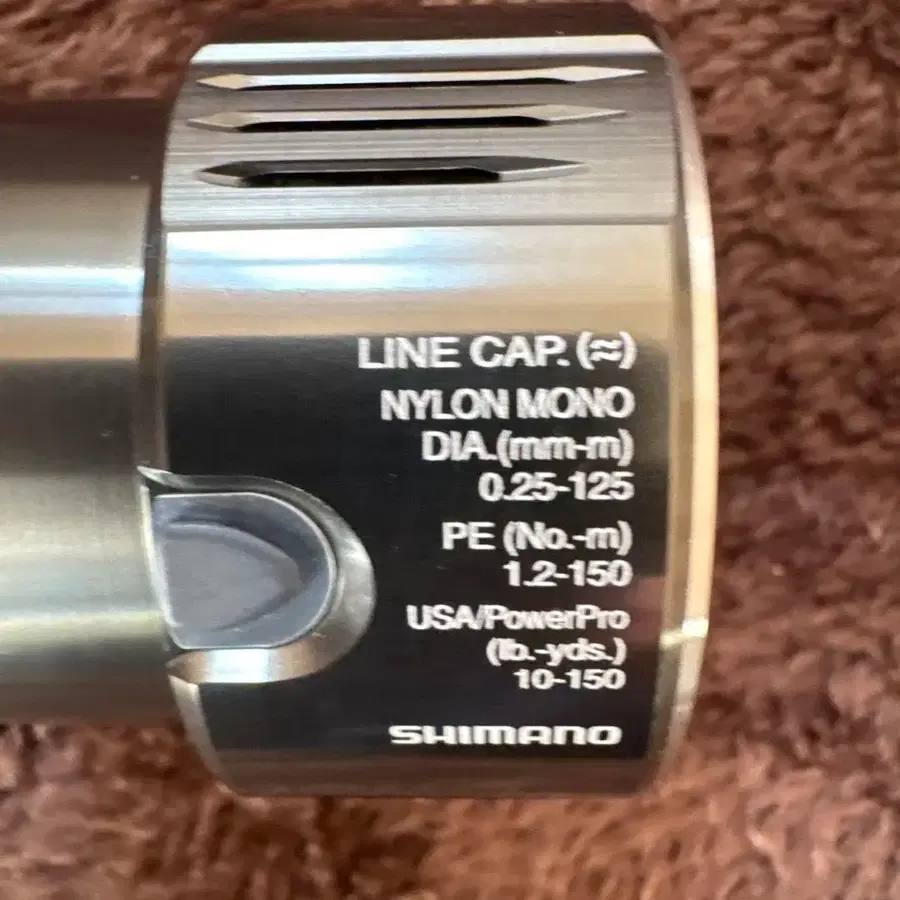 LINE CAP. (≈)
NYLON MONO
DIA.(mm-m)
0.25-125
PE (No.-m)
1.2-150
USA/PowerPro
(lb.-yds.)
10-150
SHIMANO